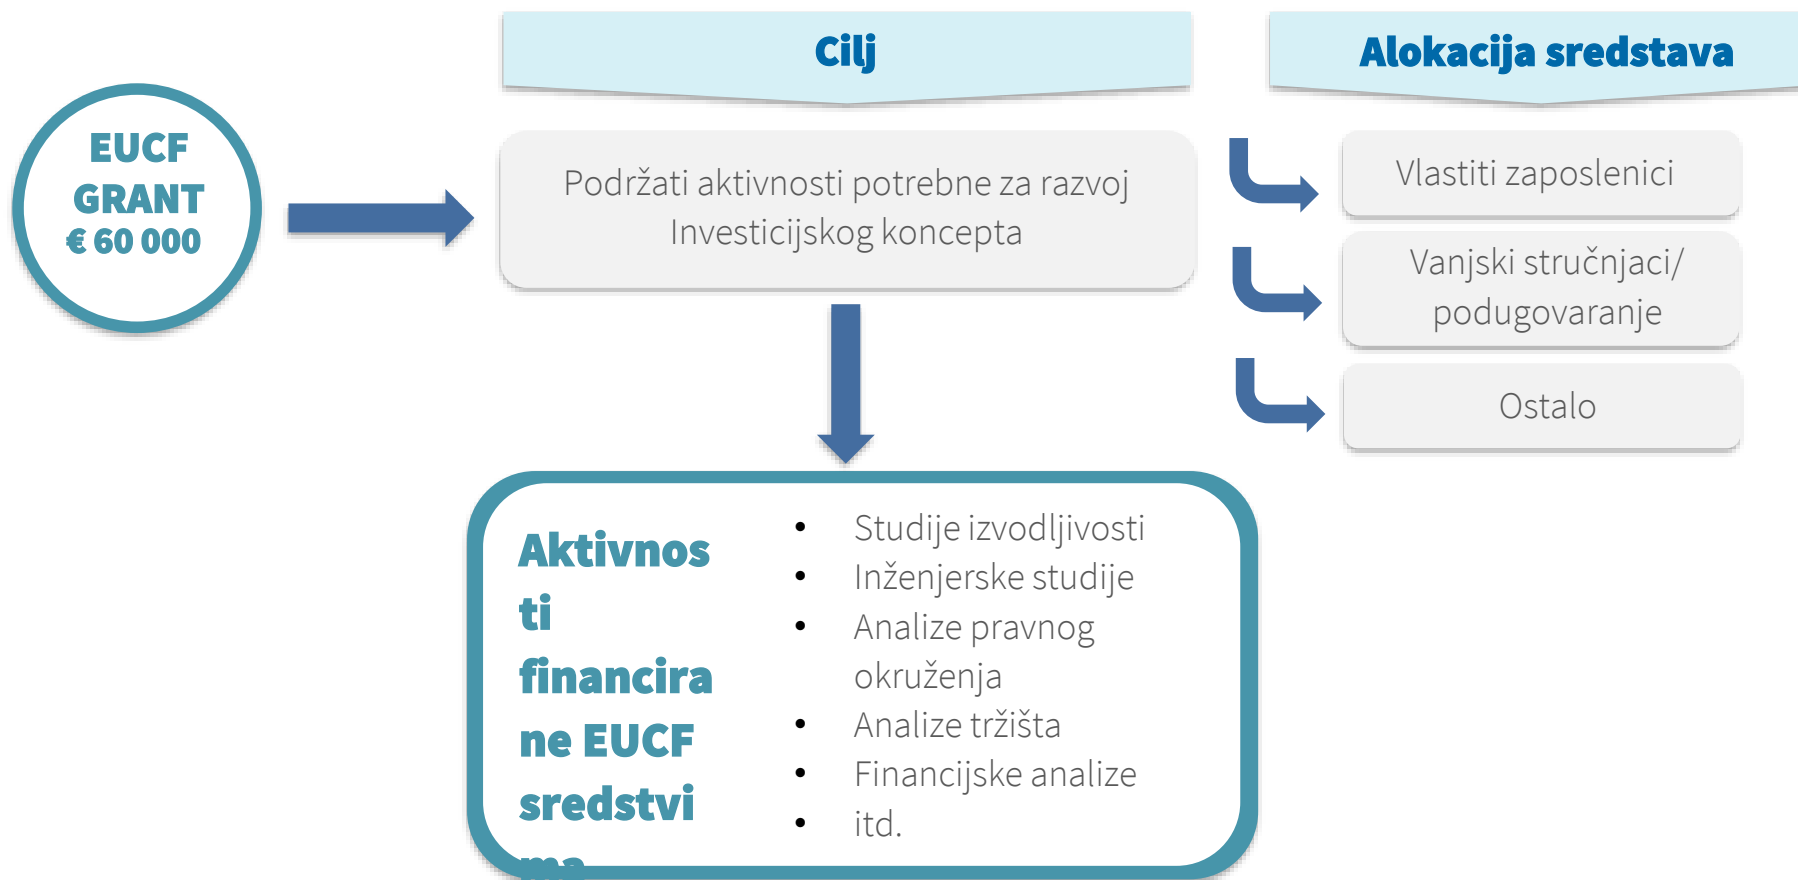 Cilj
Alokacija sredstava
EUCF
GRANT
€ 60 000
Podržati aktivnosti potrebne za razvoj
Investicijskog koncepta
Vlastiti zaposlenici
Vanjski stručnjaci/
podugovaranje
Ostalo
Aktivnos
ti
financira
ne EUCF
sredstvi
ma
• Studije izvodljivosti
• Inženjerske studije
• Analize pravnog
okruženja
• Analize tržišta
• Financijske analize
• itd.